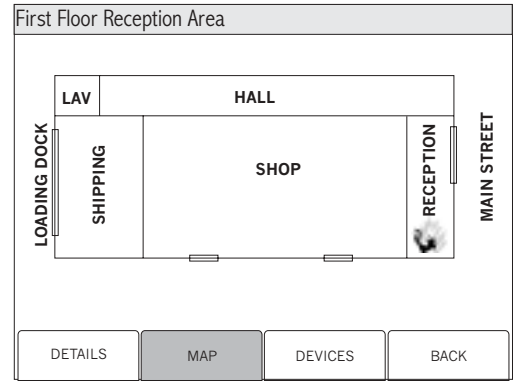 First Floor Reception Area
LAV
HALL
LOADING DOCK
SHIPPING
SHOP
RECEPTION
MAIN STREET
DETAILS
MAP
DEVICES
BACK